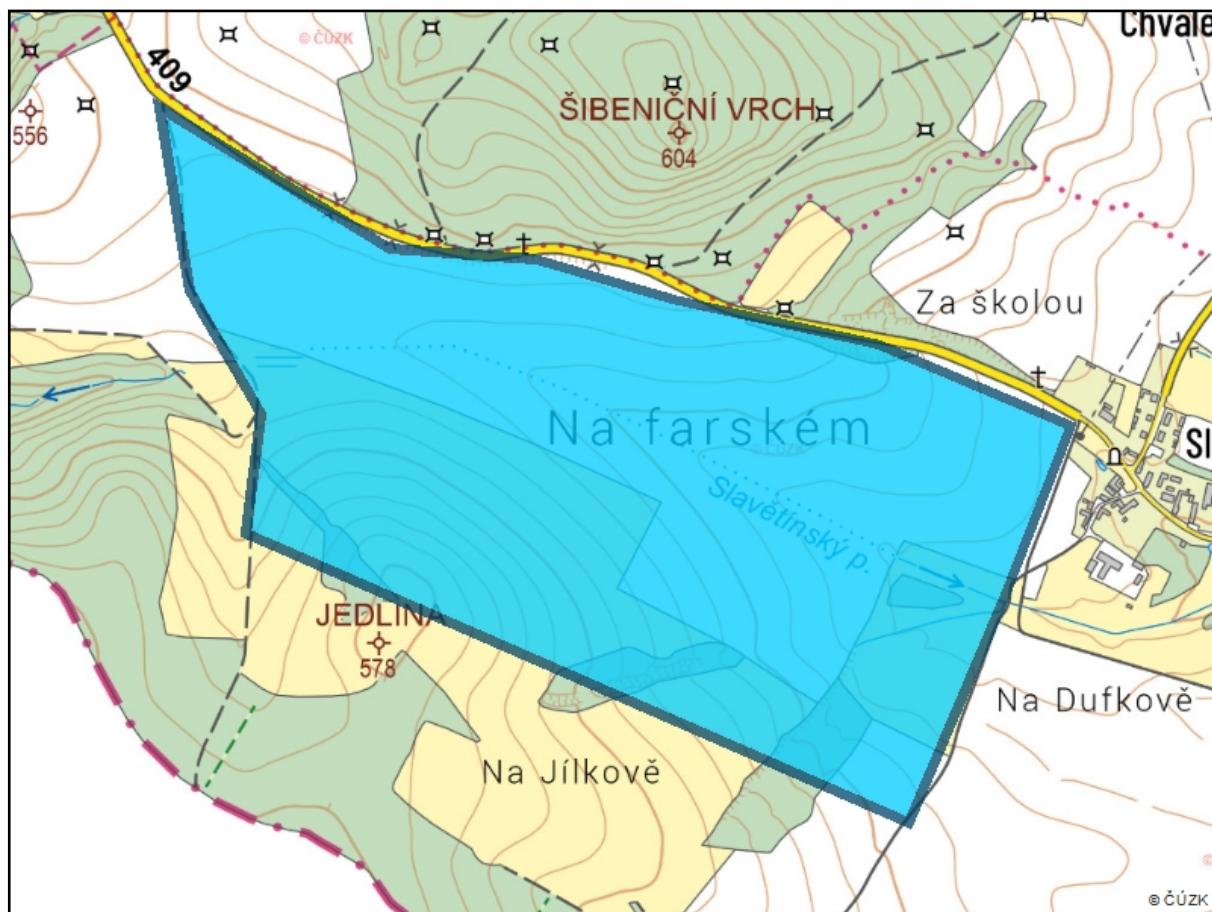 Chvale
© ČÚZK
409
ŠIBENIČNÍ VRCH
556
604
Za školou
Na farském
© ČÚZK
Sl
Slavětínský p.
JEDLINA
578
Na Dufkově
Na Jílkově
©
© ČÚZK